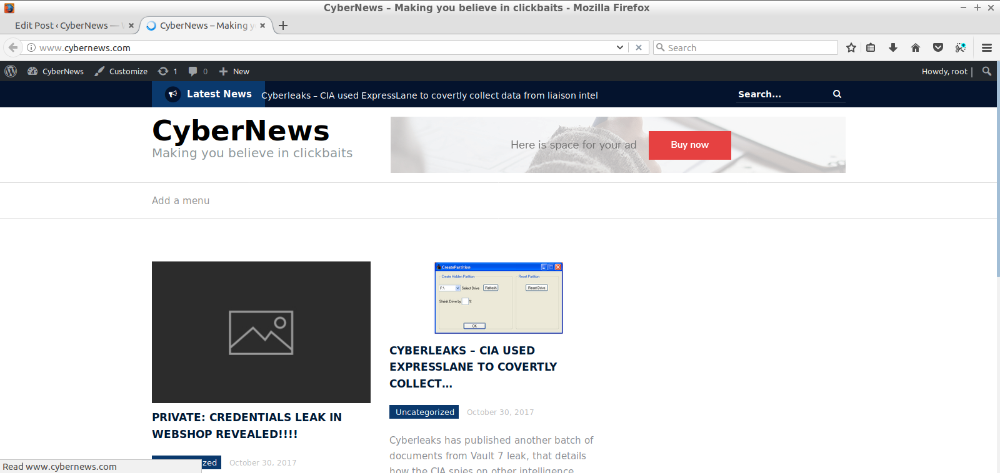 CyberNews – Making you believe in clickbaits - Mozilla Firefox
Edit Post ‹ CyberNews —
CyberNews – Making y
www.cybernews.com
Search
CyberNews
Customize
1
0
New
Howdy, root
Latest News
Cyberleaks – CIA used ExpressLane to covertly collect data from liaison intel
Search...
CyberNews
Making you believe in clickbaits
Here is space for your ad
Buy now
Add a menu
CreatePartition
Create Hidden Partition
Reset Partition
F:\
Select Drive
Refresh
Reset Drive
Shrink Drive by
%
OK
CYBERLEAKS – CIA USED
EXPRESSLANE TO COVERTLY
COLLECT...
Uncategorized
October 30, 2017
Cyberleaks has published another batch of
documents from Vault 7 leak, that details
how the CIA spies on other intelligence
PRIVATE: CREDENTIALS LEAK IN
WEBSHOP REVEALED!!!!
zed
October 30, 2017
Read www.cybernews.com